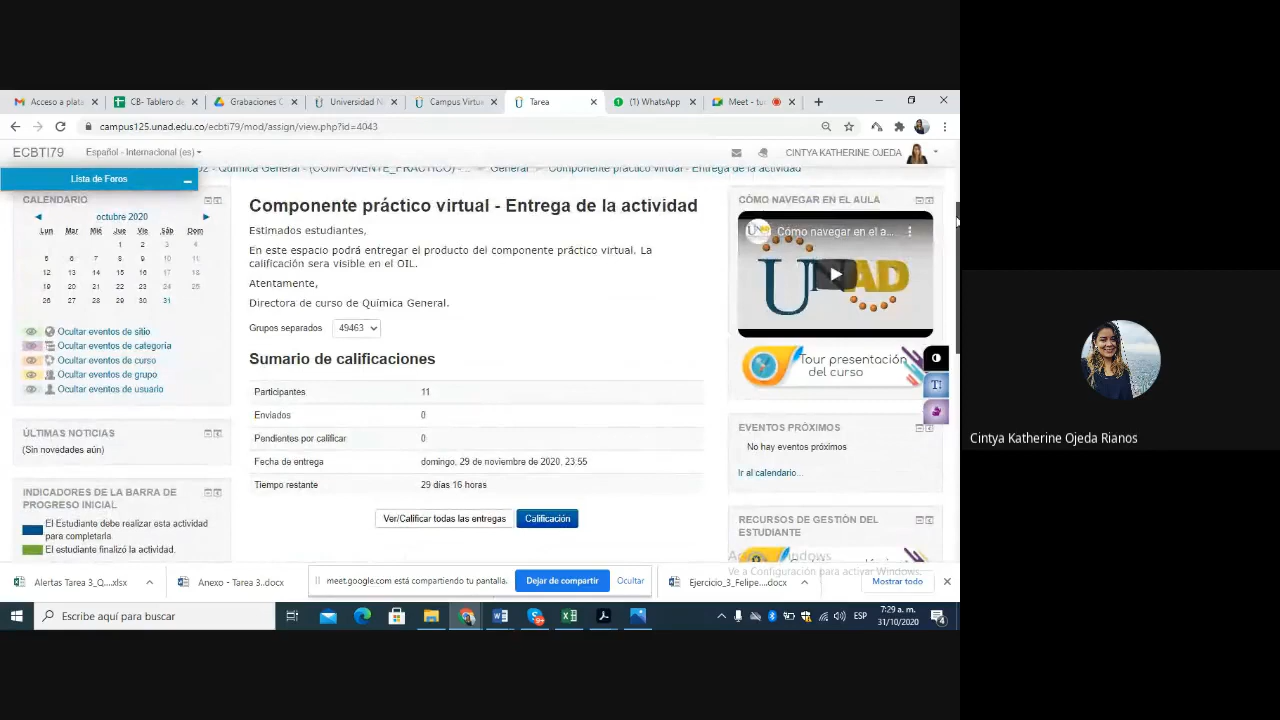 Acceso a plata
CB- Tablero de
Grabaciones C
Universidad N
Campus Virtua
Tarea
(1) WhatsApp
Meet - tu
campus125.unad.edu.co/ecbti79/mod/assign/view.php?id=4043
ECBTI79
Español - Internacional (es)
CINTYA KATHERINE OJEDA
Química General - (COMPONENTE_PRACTICO) - ...
General
Componente práctico virtual - Entrega de la actividad
Lista de Foros
CALENDARIO
octubre 2020
Lun Mar Mié Jue Vie Sáb Dom
1 2 3 4
5 6 7 8 9 10 11
12 13 14 15 16 17 18
19 20 21 22 23 24 25
26 27 28 29 30 31
Ocultar eventos de sitio
Ocultar eventos de categoría
Ocultar eventos de curso
Ocultar eventos de grupo
Ocultar eventos de usuario
ÚLTIMAS NOTICIAS
(Sin novedades aún)
INDICADORES DE LA BARRA DE
PROGRESO INICIAL
El Estudiante debe realizar esta actividad
para completarla.
El estudiante finalizó la actividad.
Componente práctico virtual - Entrega de la actividad
Estimados estudiantes,
En este espacio podrá entregar el producto del componente práctico virtual. La
calificación sera visible en el OIL.
Atentamente,
Directora de curso de Química General.
Grupos separados 49463
Sumario de calificaciones
Participantes 11
Enviados 0
Pendientes por calificar 0
Fecha de entrega domingo, 29 de noviembre de 2020, 23:55
Tiempo restante 29 días 16 horas
Ver/Calificar todas las entregas
Calificación
CÓMO NAVEGAR EN EL AULA
Cómo navegar en el a...
UNAD
Tour presentación
del curso
EVENTOS PRÓXIMOS
No hay eventos próximos
Ir al calendario...
RECURSOS DE GESTIÓN DEL
ESTUDIANTE
Ve a Configuración para activar Windows.
Alertas Tarea 3_Q....xlsx
Anexo - Tarea 3..docx
meet.google.com está compartiendo tu pantalla.
Dejar de compartir
Ocultar
Ejercicio_3_Felipe....docx
Mostrar todo
Escribe aquí para buscar
ESP
7:29 a. m.
31/10/2020
4
Cintya Katherine Ojeda Rianos